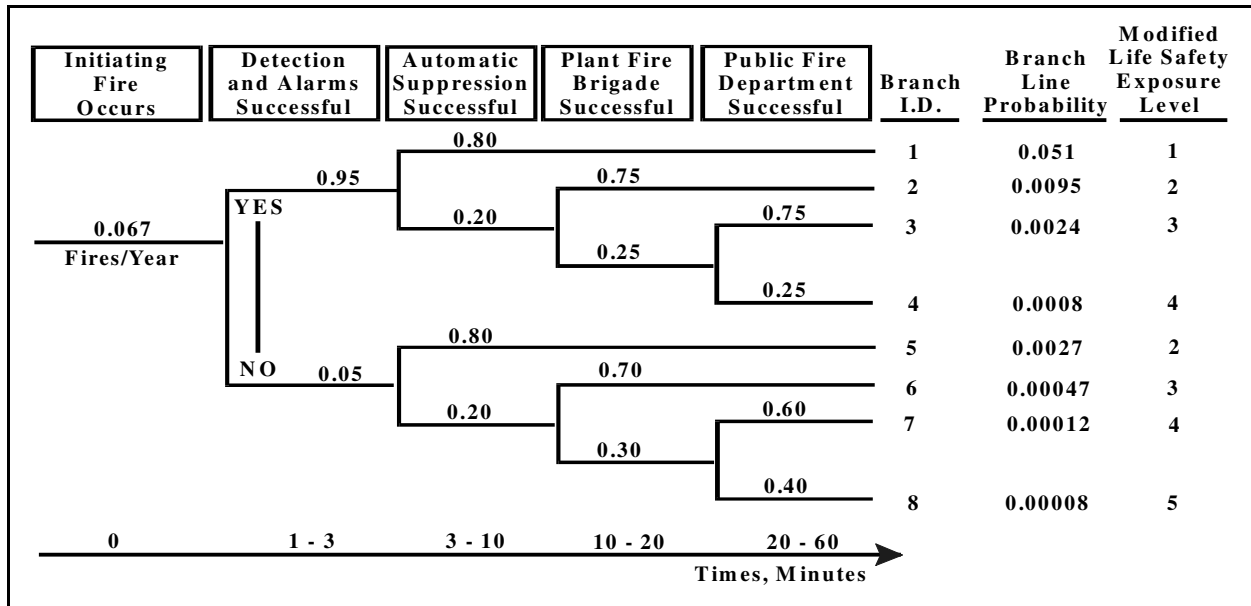 Initiating
Fire
Occurs
Detection
and Alarms
Successful
Automatic
Suppression
Successful
Plant Fire
Brigade
Successful
Public Fire
Department
Successful
Branch
I.D.
Branch
Line
Probability
Modified
Life Safety
Exposure
Level
0.80
1
0.051
1
0.95
0.75
2
0.0095
2
YES
0.20
0.75
3
0.0024
3
0.067
Fires/Year
0.25
0.25
4
0.0008
4
0.80
5
0.0027
2
NO
0.05
0.70
6
0.00047
3
0.20
0.60
7
0.00012
4
0.30
0.40
8
0.00008
5
0
1 - 3
3 - 10
10 - 20
20 - 60
Times, Minutes